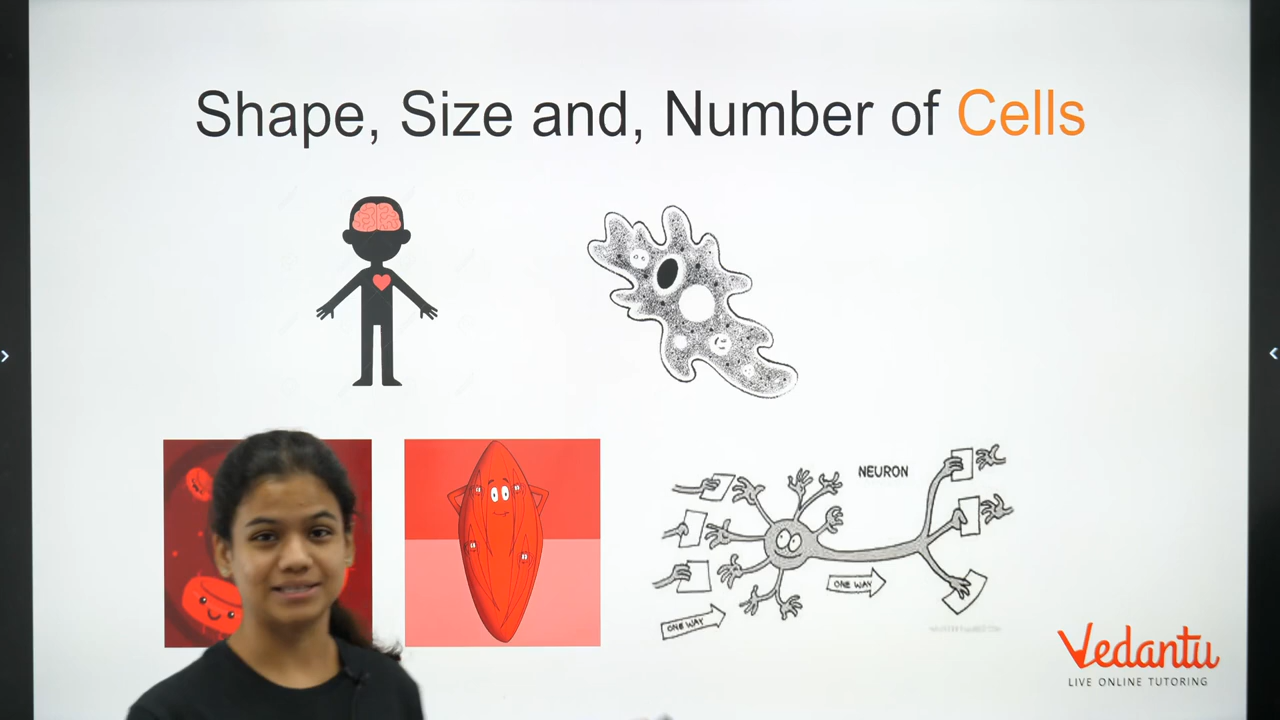 Shape, Size and, Number of Cells
NEURON
ONE WAY
ONE WAY
Vedantu
LIVE ONLINE TUTORING